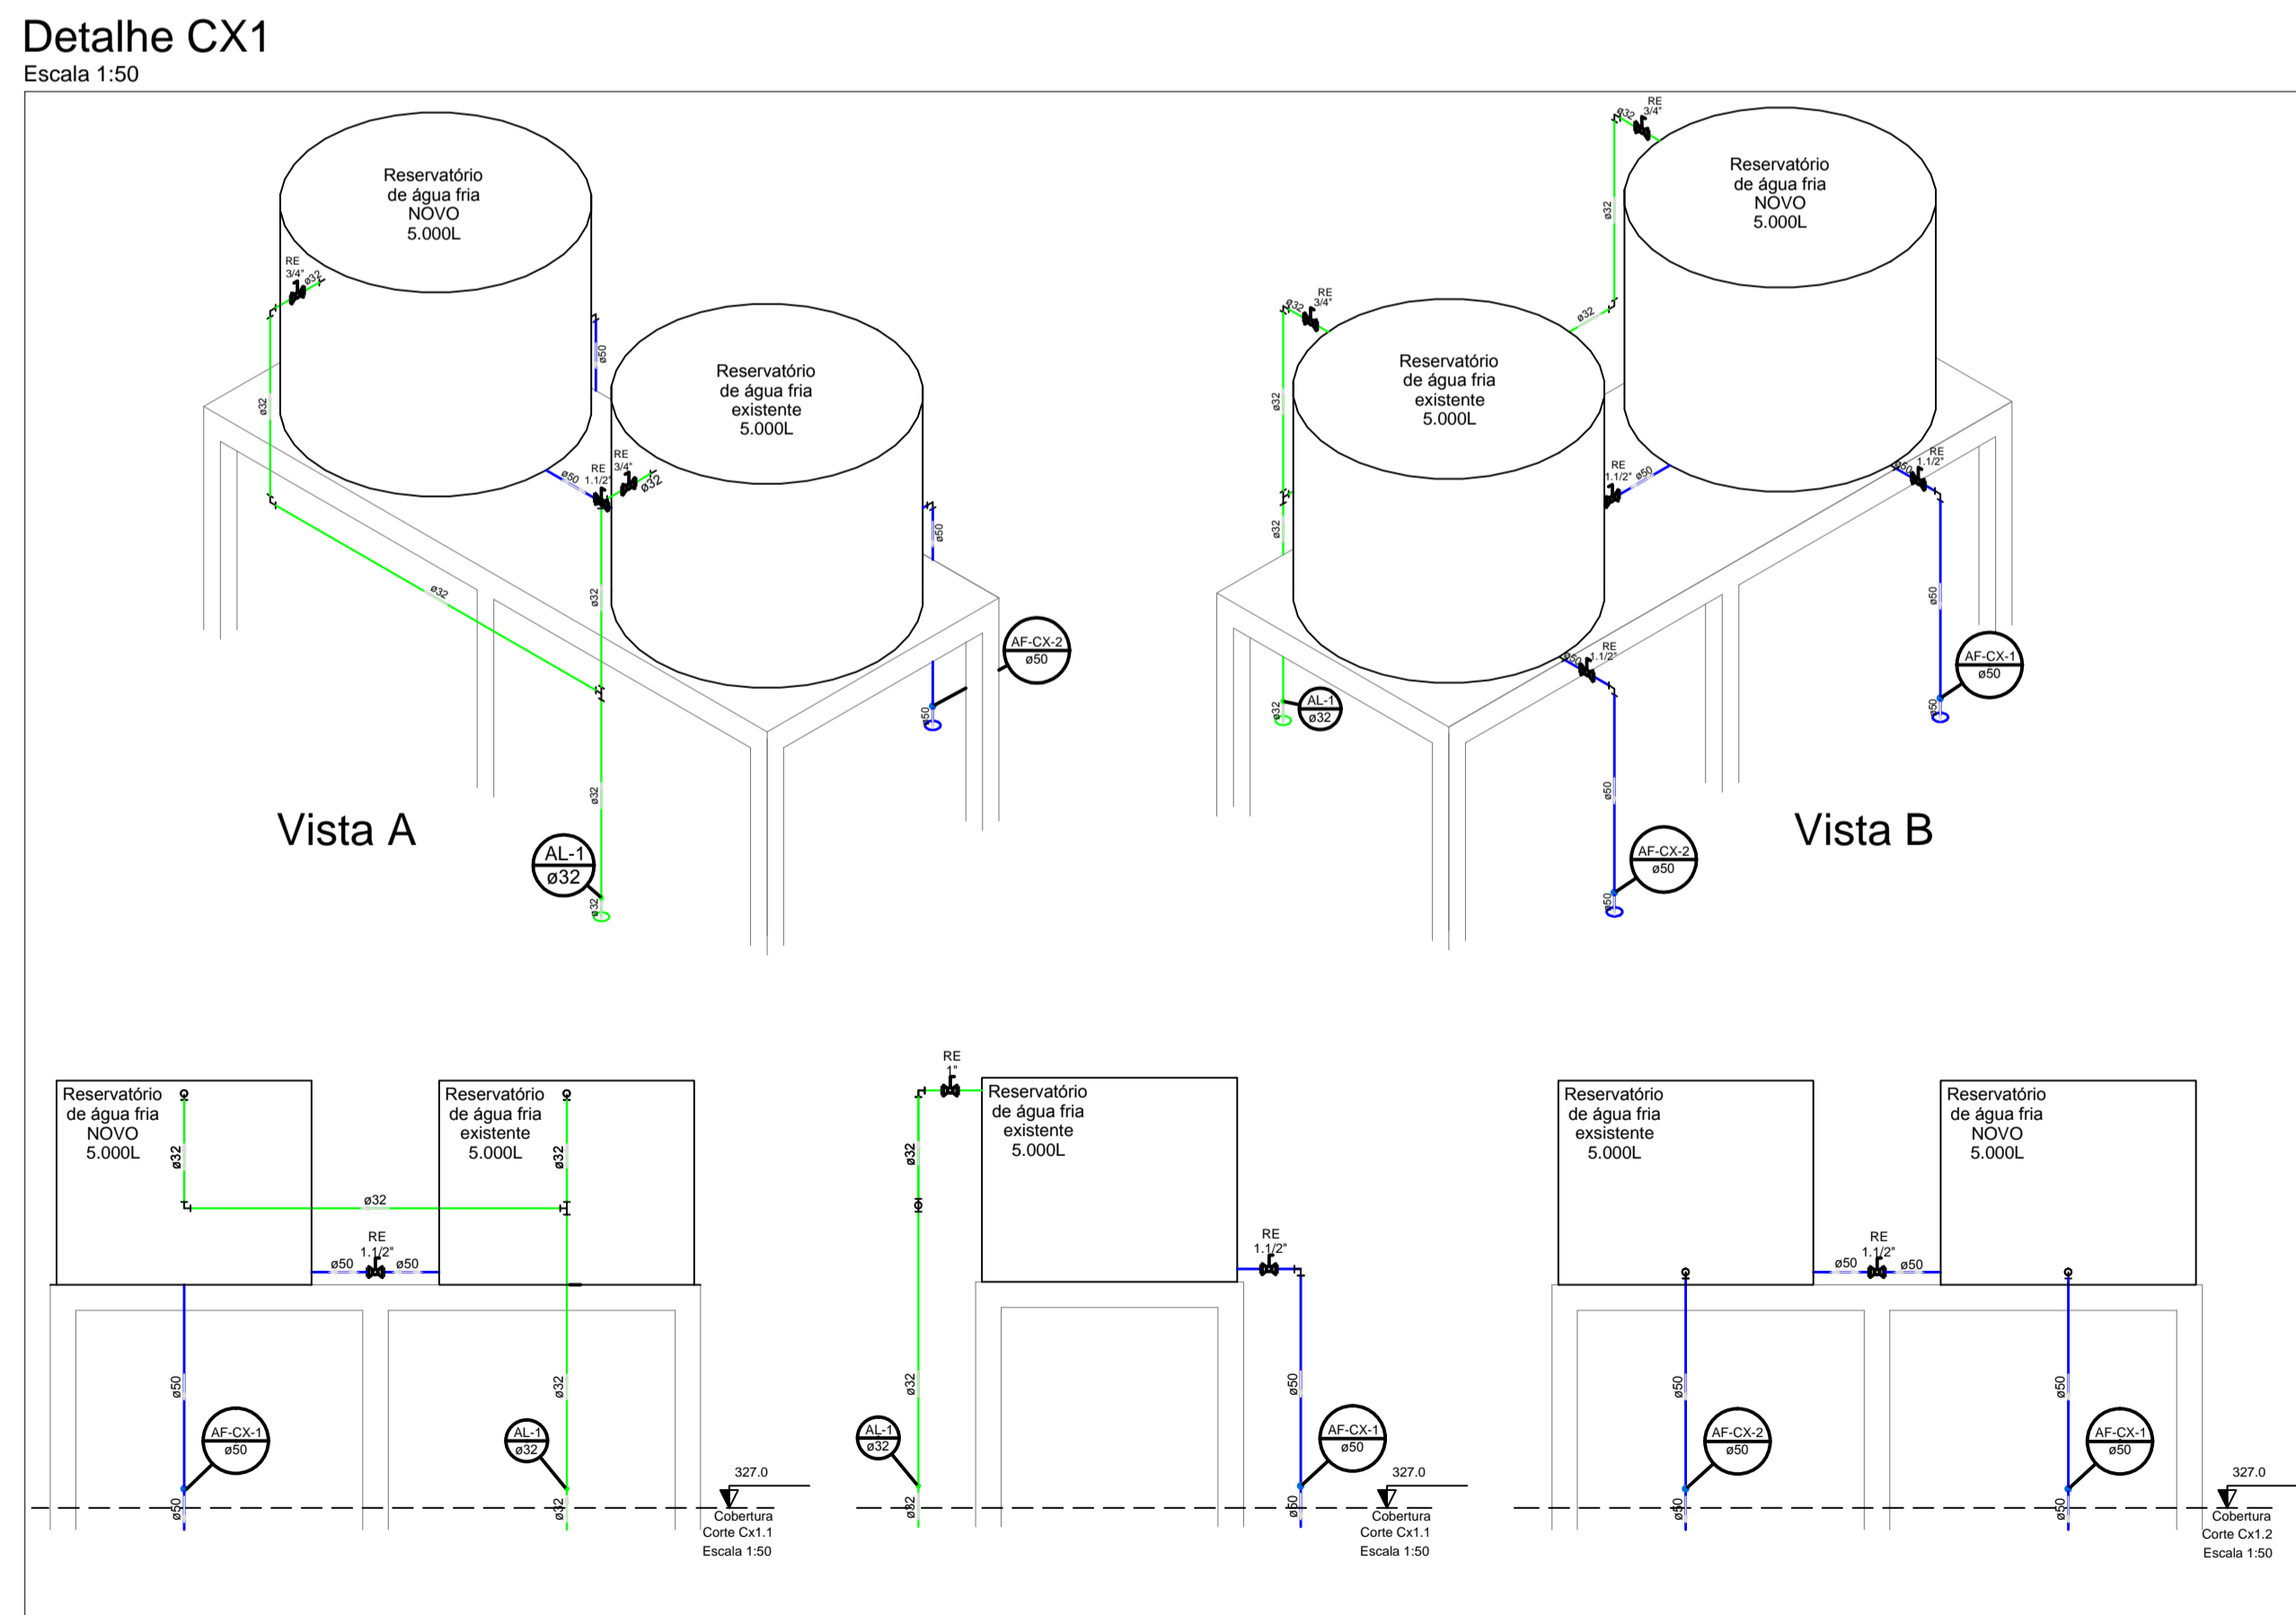 Detalhe CX1
Escala 1:50
Reservatório
de água fria
NOVO
5.000L
RE
3/4"
ø32
ø32
ø50
Reservatório
de água fria
existente
5.000L
ø50
RE
1.1/2"
RE
3/4"
ø32
ø50
ø32
ø32
AF-CX-2
ø50
ø50
ø32
Vista A
AL-1
ø32
ø32
RE
3/4"
ø32
ø32
Reservatório
de água fria
NOVO
5.000L
RE
3/4"
ø32
ø32
ø32
Reservatório
de água fria
existente
5.000L
RE
1.1/2"
ø50
RE
1.1/2"
ø50
ø32
ø50
AF-CX-1
ø50
ø50
RE
1.1/2"
ø50
AL-1
ø32
ø32
ø50
Vista B
AF-CX-2
ø50
ø50
Reservatório
de água fria
NOVO
5.000L
ø32
Reservatório
de água fria
existente
5.000L
ø32
ø32
RE
1.1/2"
ø50
ø50
ø50
ø32
AF-CX-1
ø50
AL-1
ø32
ø50
ø32
327.0
Cobertura
Corte Cx1.1
Escala 1:50
RE
1"
Reservatório
de água fria
existente
5.000L
ø32
RE
1.1/2"
ø32
ø50
AL-1
ø32
AF-CX-1
ø50
ø32
ø50
327.0
Cobertura
Corte Cx1.1
Escala 1:50
Reservatório
de água fria
exsistente
5.000L
Reservatório
de água fria
NOVO
5.000L
RE
1.1/2"
ø50
ø50
ø50
ø50
AF-CX-2
ø50
AF-CX-1
ø50
ø50
ø50
327.0
Cobertura
Corte Cx1.2
Escala 1:50